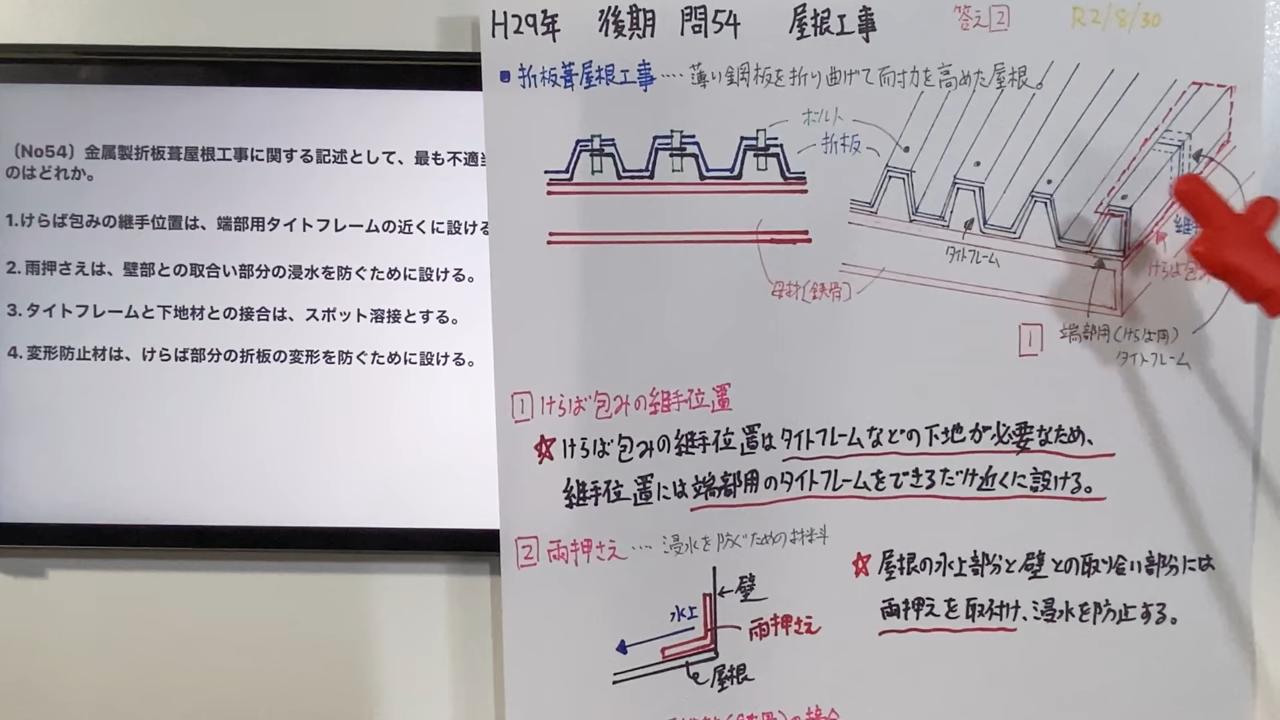 〔No54〕金属製折板葺屋根工事に関する記述として、最も不適当
のはどれか。
1.けらば包みの継手位置は、端部用タイトフレームの近くに設ける
2.雨押さえは、壁部との取合い部分の浸水を防ぐために設ける。
3.タイトフレームと下地材との接合は、スポット溶接とする。
4.変形防止材は、けらば部分の折板の変形を防ぐために設ける。
H29年 後期 問54 屋根工事 答え2 R2/8/30
折板葺屋根工事‥‥薄い鋼板を折り曲げて耐力を高めた屋根。
ボルト
折板
タイトフレーム
継手
けらば包み
母材〔鉄骨〕
1 端部用(けらば用)
タイトフレーム
1 けらば包みの継手位置
☆けらば包みの継手位置はタイトフレームなどの下地が必要なため、
継手位置には端部用のタイトフレームをできるだけ近くに設ける。
2 雨押さえ‥‥浸水を防ぐための材料
壁
水上
雨押さえ
屋根
☆屋根の水上部分と壁との取り合い部分には
雨押えを取付け、浸水を防止する。